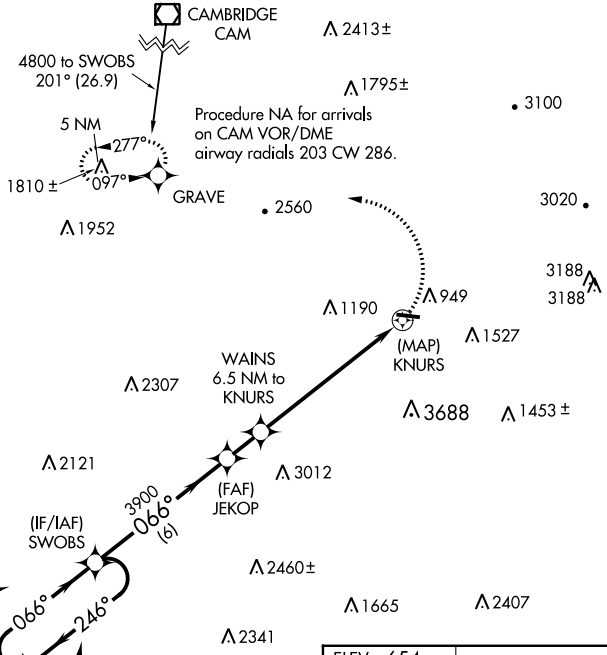 CAMBRIDGE
CAM
2413±
4800 to SWOBS
201° (26.9)
1795±
3100
Procedure NA for arrivals
on CAM VOR/DME
airway radials 203 CW 286.
5 NM
277°
1810 ±
097°
GRAVE
2560
3020
1952
3188
3188
1190
949
1527
(MAP)
KNURS
WAINS
6.5 NM to
KNURS
2307
3688
1453 ±
2121
3012
(FAF)
JEKOP
3900
066°
(6)
(IF/IAF)
SWOBS
2460±
066°
246°
1665
2407
2341
ELEV 654